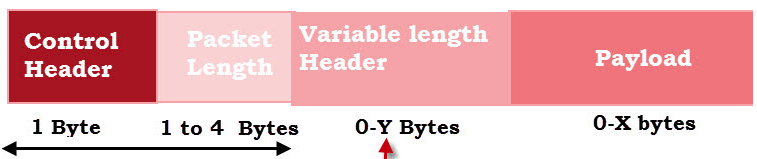 Control
Header
Packet
Length
Variable length
Header
Payload
1 Byte
1 to 4 Bytes
0-Y Bytes
0-X bytes